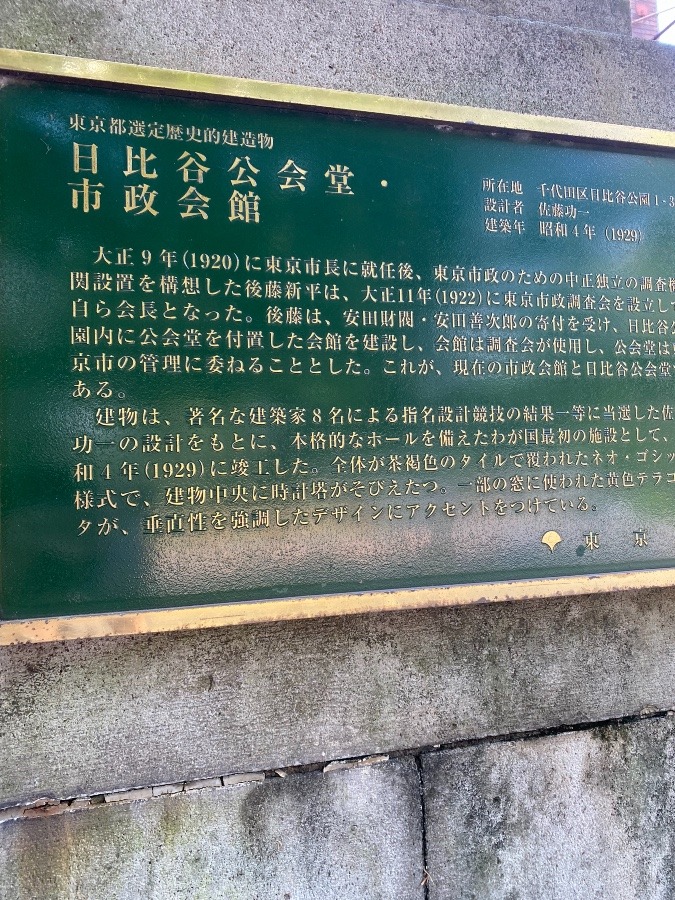 東京都選定歴史的建造物
日比谷公会堂・
市政会館
所在地 千代田区日比谷公園1-3
設計者 佐藤功一
建築年 昭和4年 (1929)
大正9年(1920)に東京市長に就任後、東京市政のための中正独立の調査機
関設置を構想した後藤新平は、大正11年(1922)に東京市政調査会を設立して
自ら会長となった。後藤は、安田財閥・安田善次郎の寄付を受け、日比谷公
園内に公会堂を付置した会館を建設し、会館は調査会が使用し、公会堂は東
京市の管理に委ねることとした。これが、現在の市政会館と日比谷公会堂で
ある。
建物は、著名な建築家8名による指名設計競技の結果一等に当選した佐
功一の設計をもとに、本格的なホールを備えたわが国最初の施設として、
和4年(1929)に竣工した。全体が茶褐色のタイルで覆われたネオ・ゴシッ
様式で、建物中央に時計塔がそびえたつ。一部の窓に使われた黄色テラコ
タが、垂直性を強調したデザインにアクセントをつけている。
東京